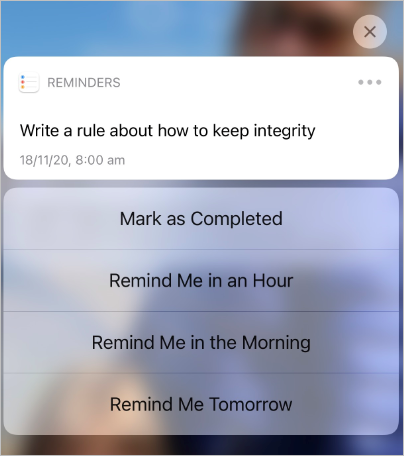 REMINDERS
Write a rule about how to keep integrity
18/11/20, 8:00 am
Mark as Completed
Remind Me in an Hour
Remind Me in the Morning
Remind Me Tomorrow